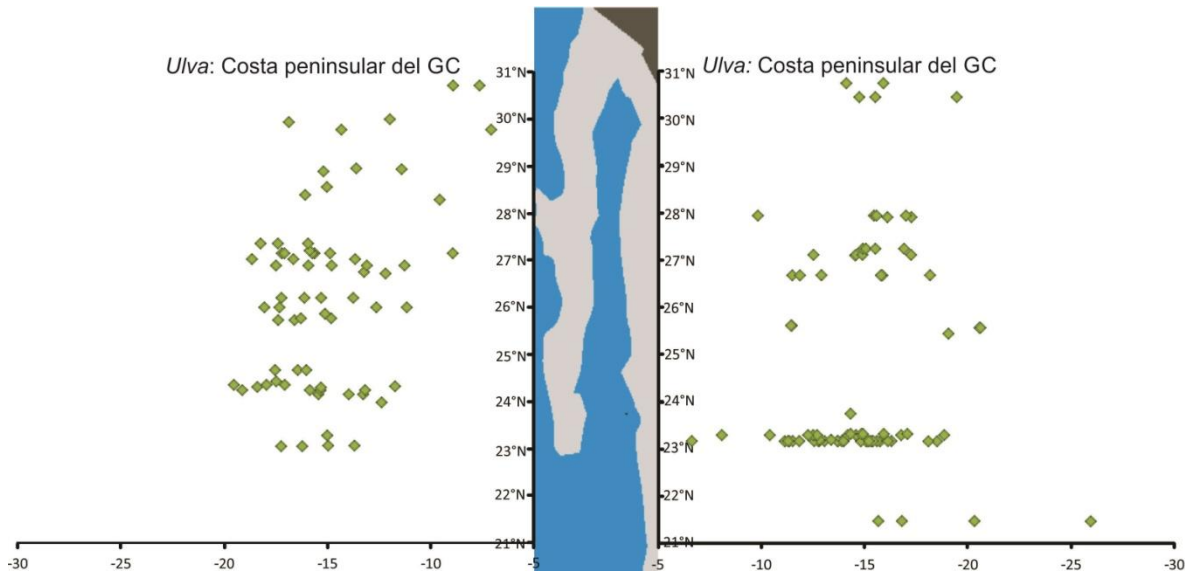 Ulva: Costa peninsular del GC
Ulva: Costa peninsular del GC
31°N 31°N
30°N 30°N
29°N 29°N
28°N 28°N
27°N 27°N
26°N 26°N
25°N 25°N
24°N 24°N
23°N 23°N
22°N 22°N
21°N 21°N
-30 -25 -20 -15 -10 -5 -5 -10 -15 -20 -25 -30